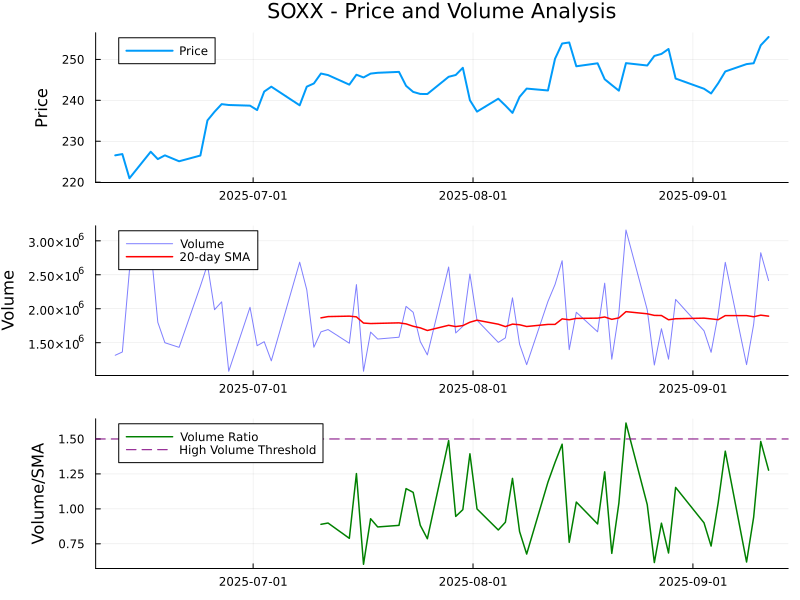 SOXX - Price and Volume Analysis
Price
250
240
230
220
Price
2025-07-01
2025-08-01
2025-09-01
Volume
20-day SMA
3.00×10⁶
2.50×10⁶
2.00×10⁶
1.50×10⁶
Volume
2025-07-01
2025-08-01
2025-09-01
Volume Ratio
High Volume Threshold
1.50
1.25
1.00
0.75
Volume/SMA
2025-07-01
2025-08-01
2025-09-01